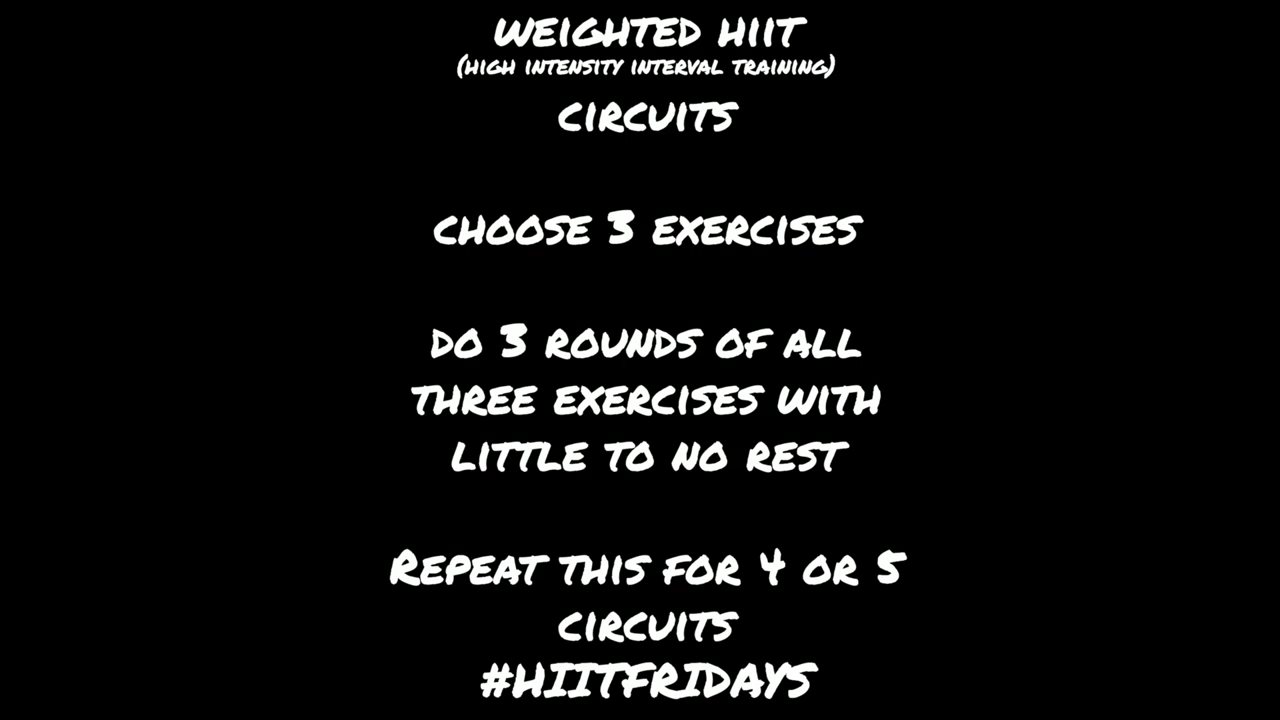 WEIGHTED HIIT
(HIGH INTENSITY INTERVAL TRAINING)
CIRCUITS
CHOOSE 3 EXERCISES
DO 3 ROUNDS OF ALL
THREE EXERCISES WITH
LITTLE TO NO REST
REPEAT THIS FOR 4 OR 5
CIRCUITS
#HIITFRIDAYS